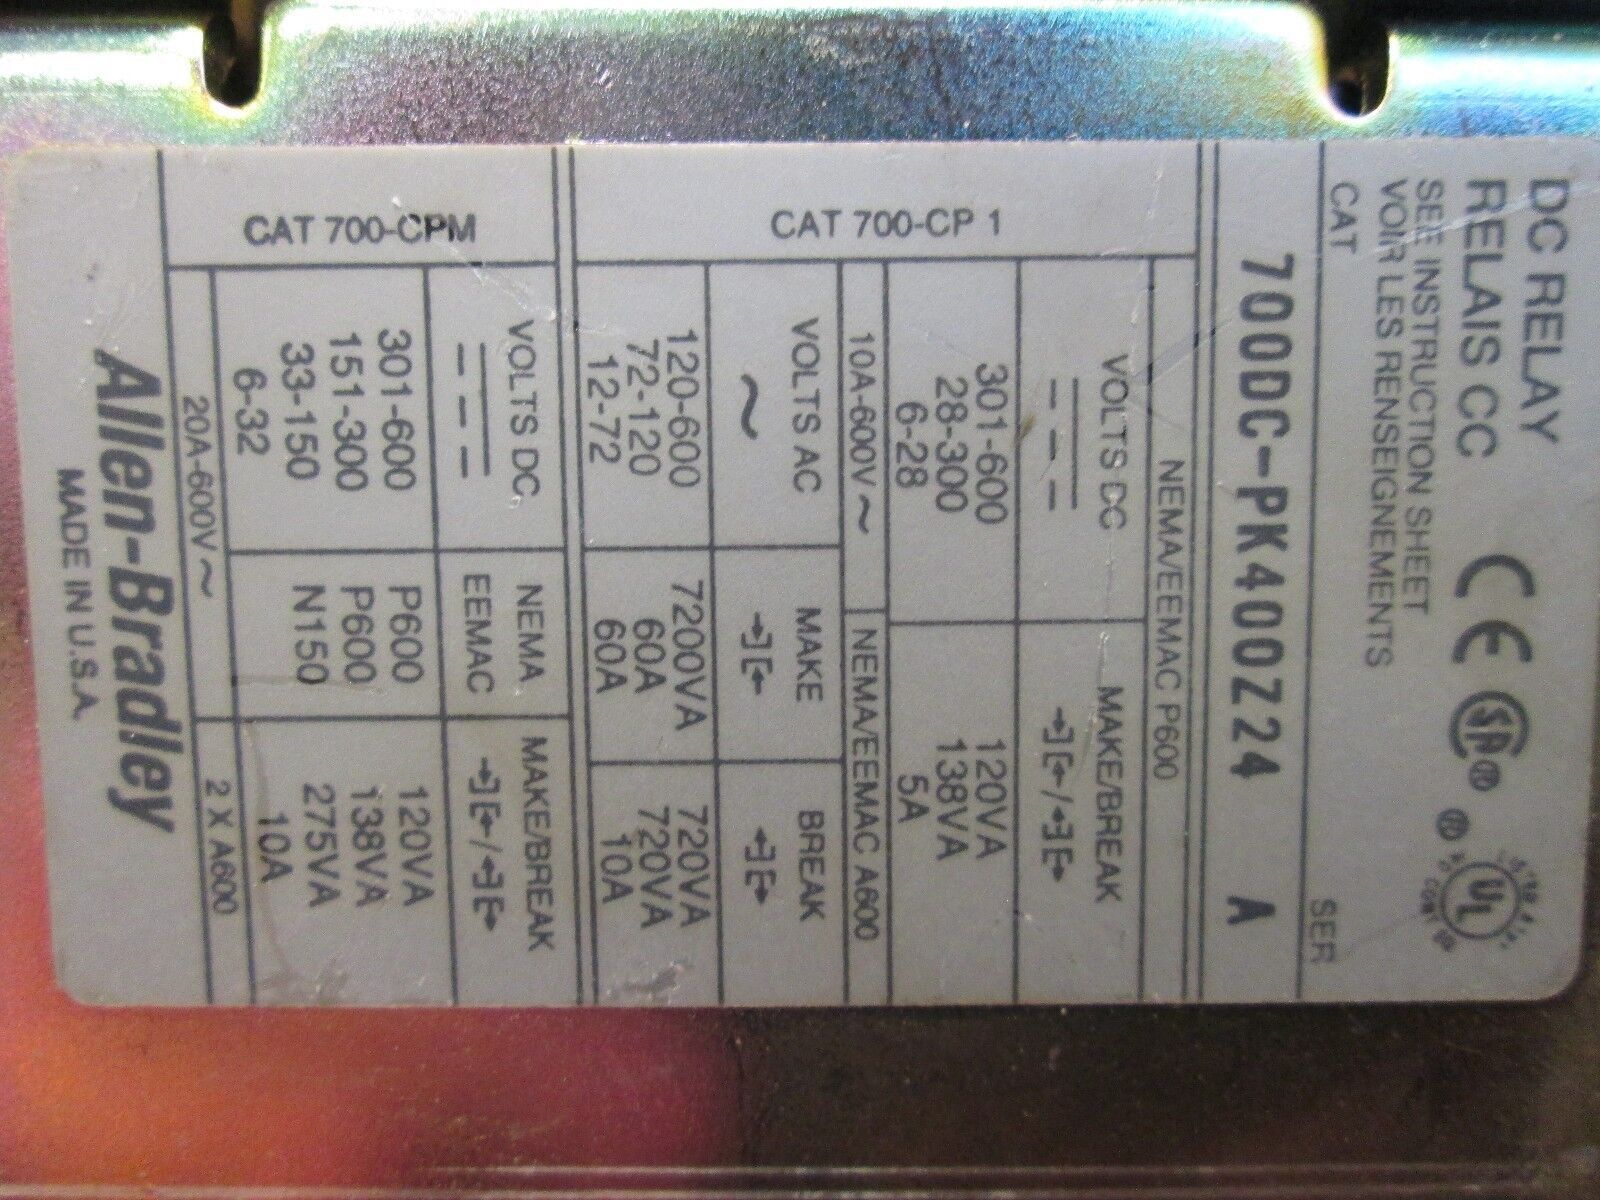 DC RELAY
RELAIS CC
SEE INSTRUCTION SHEET
VOIR LES RENSEIGNEMENTS
CAT SER
700DC-PK400Z24 A
CAT 700-CP 1
NEMA/EEMAC P600
VOLTS DC MAKE/BREAK
301-600 120VA
28-300 138VA
6-28 5A
10A-600V~ NEMA/EEMAC A600
VOLTS AC MAKE BREAK
~
120-600 7200VA 720VA
72-120 60A 720VA
12-72 60A 10A
CAT 700-CPM
VOLTS DC NEMA MAKE/BREAK
EEMAC
301-600 P600 120VA
151-300 P600 138VA
33-150 N150 275VA
6-32 10A
20A-600V~ 2 X A600
Allen-Bradley
MADE IN U.S.A.
CE
SA®
®
UL